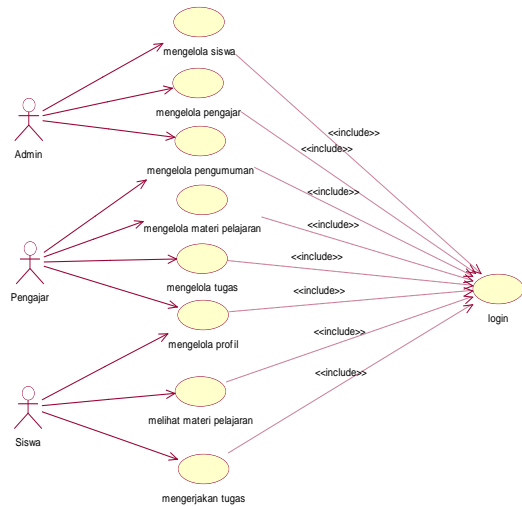 mengelola siswa
<<include>>
mengelola pengajar
<<include>>
Admin
mengelola pengumuman
<<include>>
mengelola materi pelajaran
<<include>>
<<include>>
Pengajar
mengelola tugas
<<include>>
login
mengelola profil
<<include>>
<<include>>
melihat materi pelajaran
Siswa
mengerjakan tugas